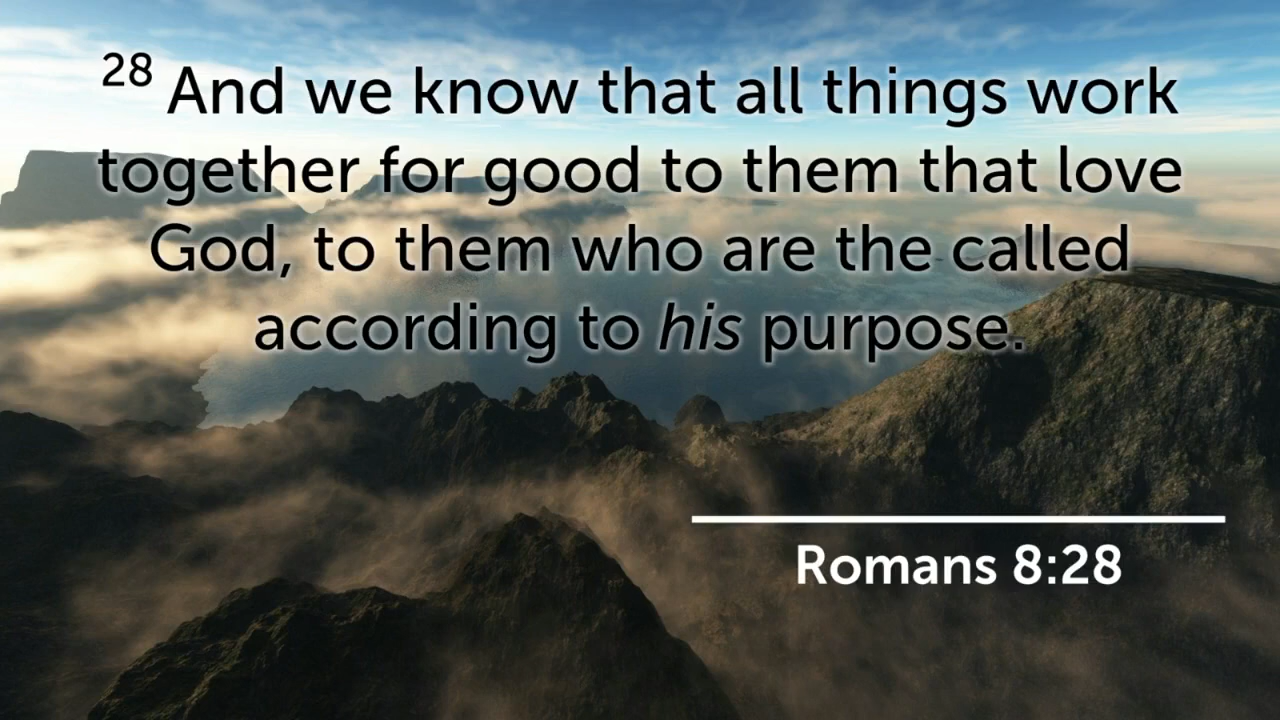 28 And we know that all things work
together for good to them that love
God, to them who are the called
according to his purpose.
Romans 8:28